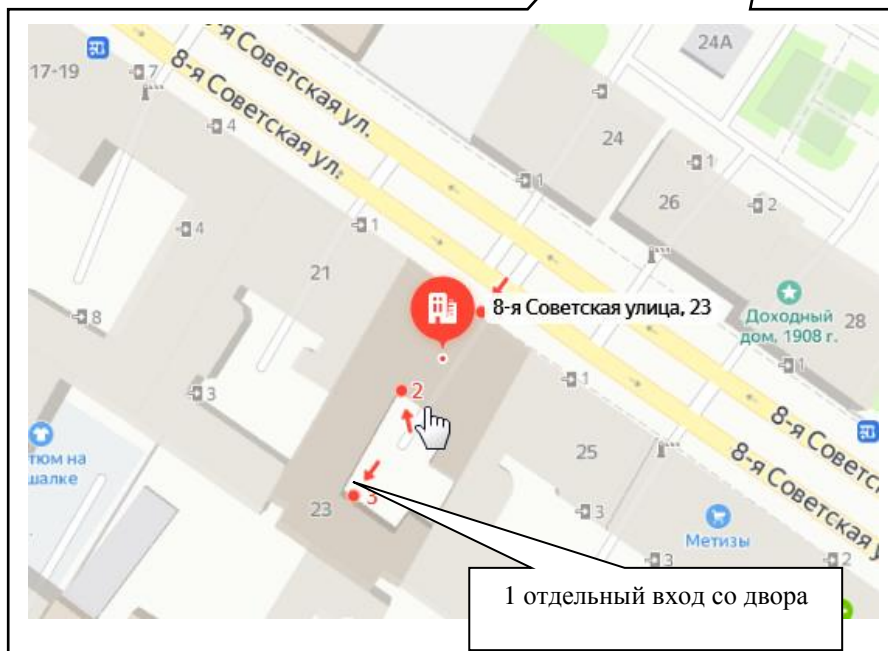 8-я Советская ул.
24А
17-19
7
8-я Советская ул.
4
24
1
1
26
2
4
1
21
8-я Советская улица, 23
Доходный
дом, 1908 г.
28
8
1
1
3
2
8-я Советс
25
8-я Советская у
тюм на
шалке
3
23
3
Метизы
3
2
1 отдельный вход со двора